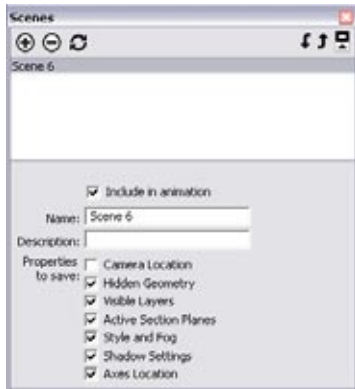 Scenes
Scene 6
Include in animation
Name: Scene 6
Description:
Properties to save:
Camera Location
Hidden Geometry
Visible Layers
Active Section Planes
Style and Fog
Shadow Settings
Axes Location